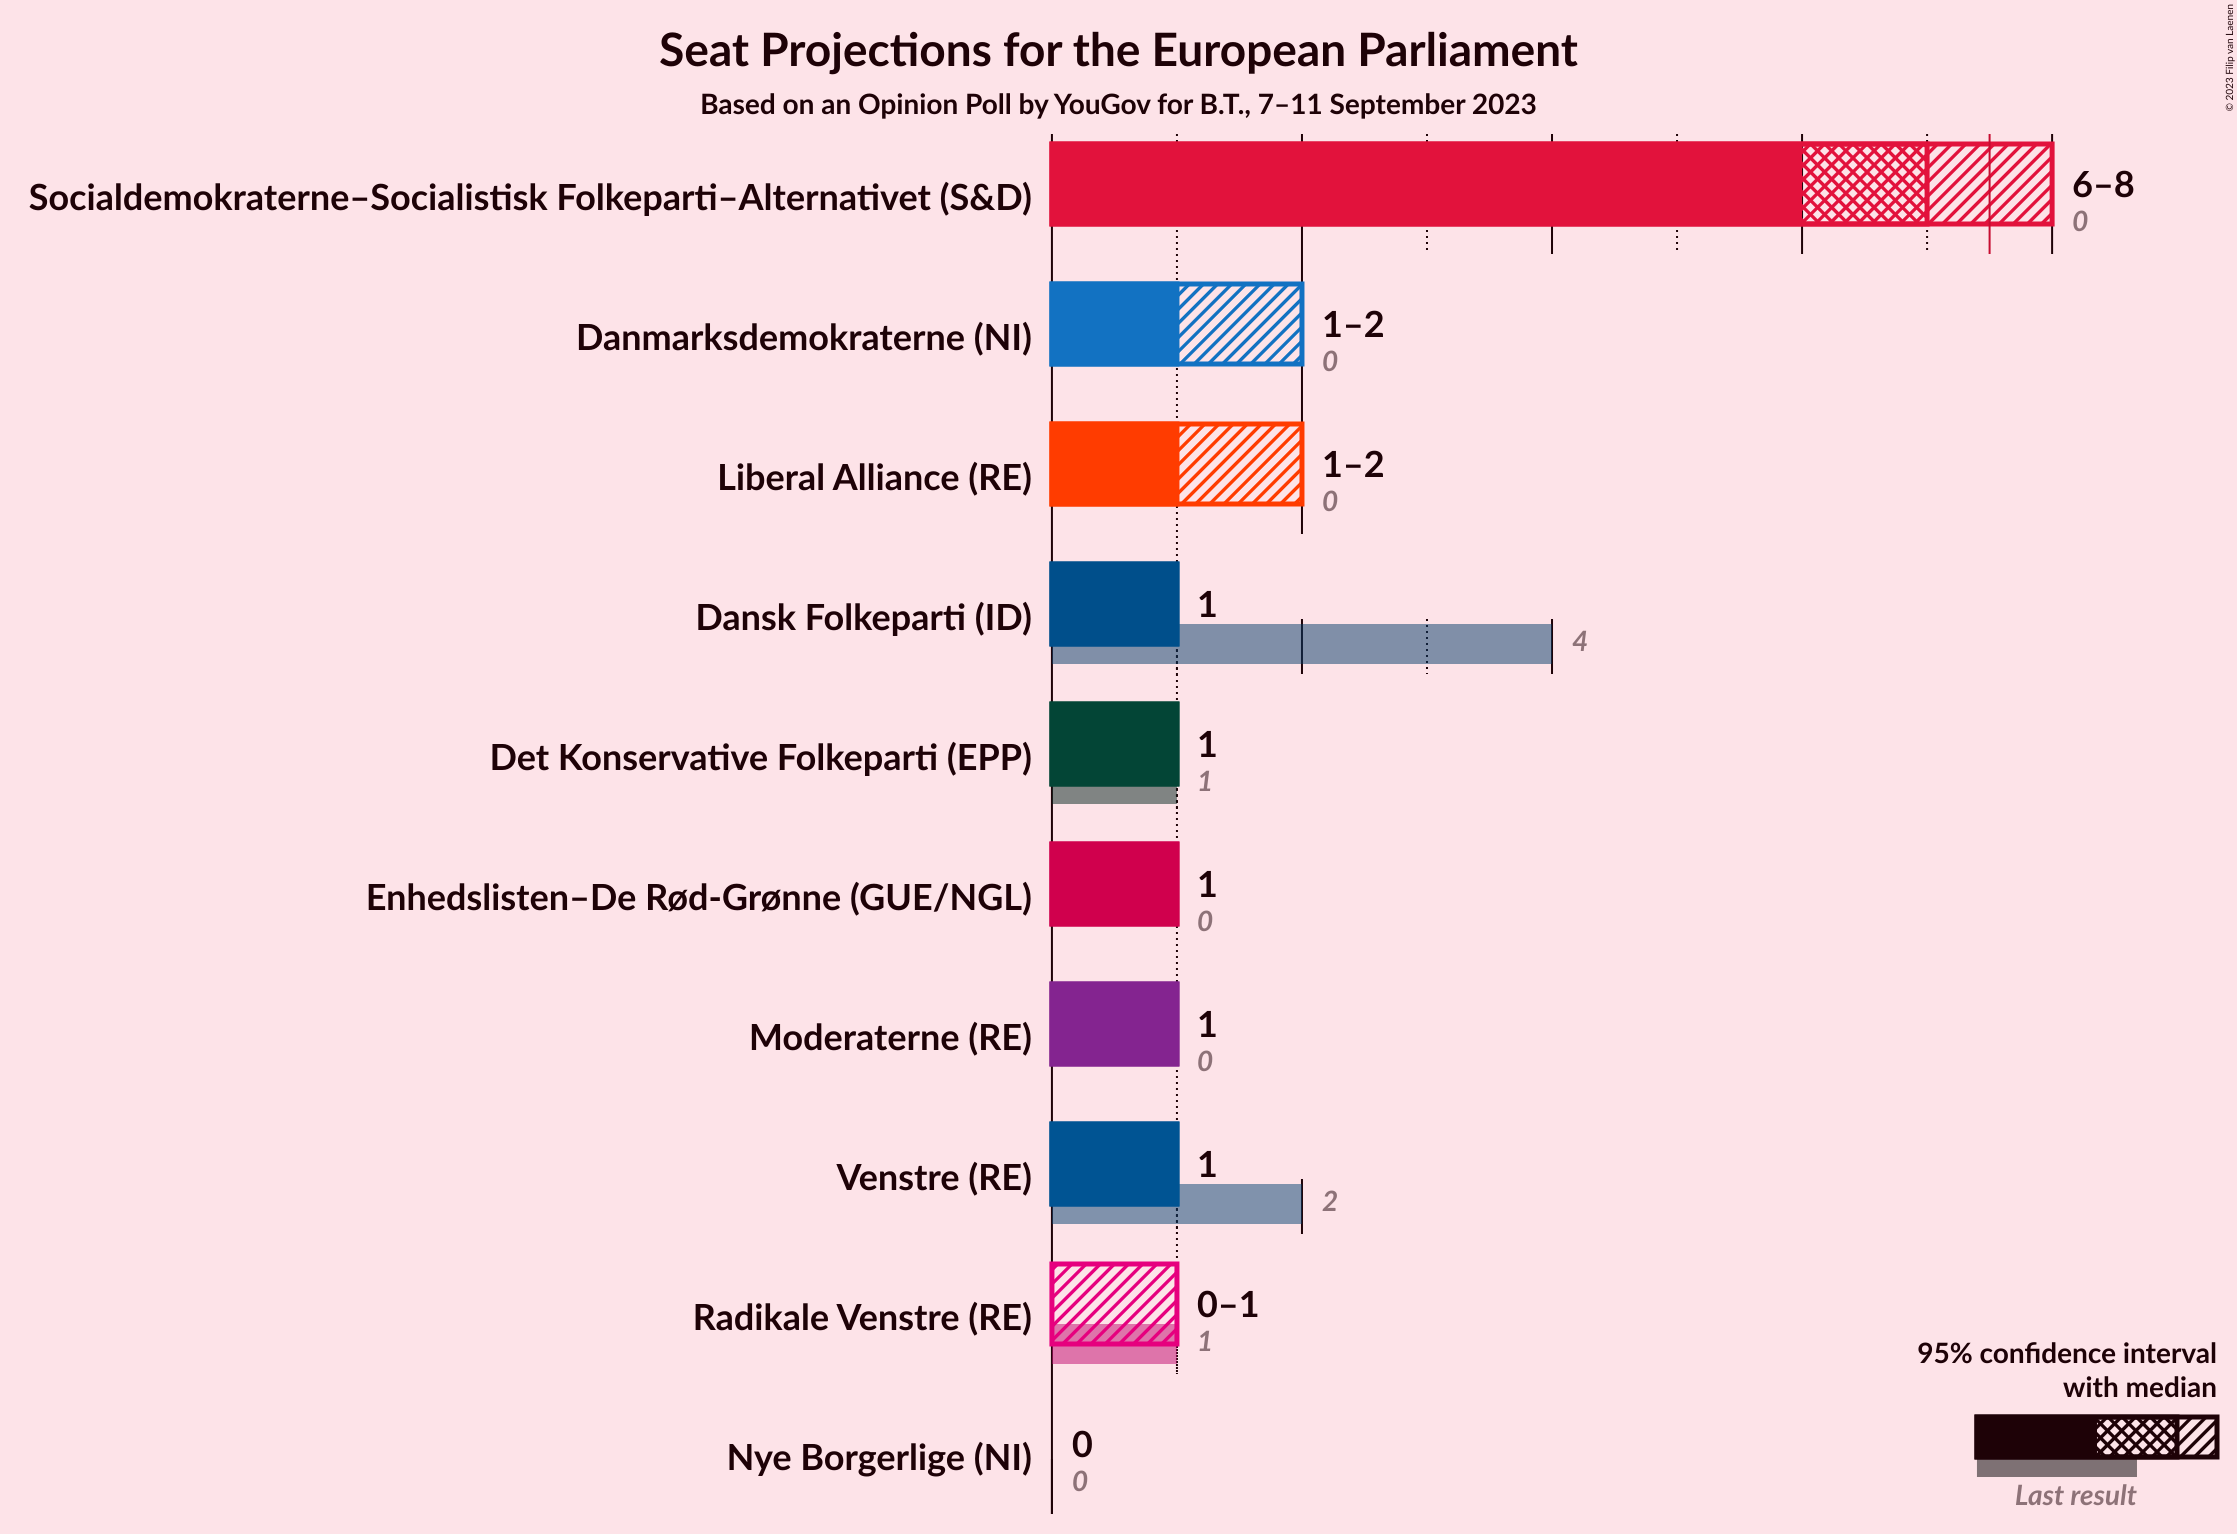 Seat Projections for the European Parliament
Based on an Opinion Poll by YouGov for B.T., 7–11 September 2023
© 2023 Filip van Laenen
Socialdemokraterne–Socialistisk Folkeparti–Alternativet (S&D)
6–8
0
Danmarksdemokraterne (NI)
1–2
0
Liberal Alliance (RE)
1–2
0
Dansk Folkeparti (ID)
1
4
Det Konservative Folkeparti (EPP)
1
1
Enhedslisten–De Rød-Grønne (GUE/NGL)
1
0
Moderaterne (RE)
1
0
Venstre (RE)
1
2
Radikale Venstre (RE)
0–1
1
Nye Borgerlige (NI)
0
0
95% confidence interval
with median
Last result